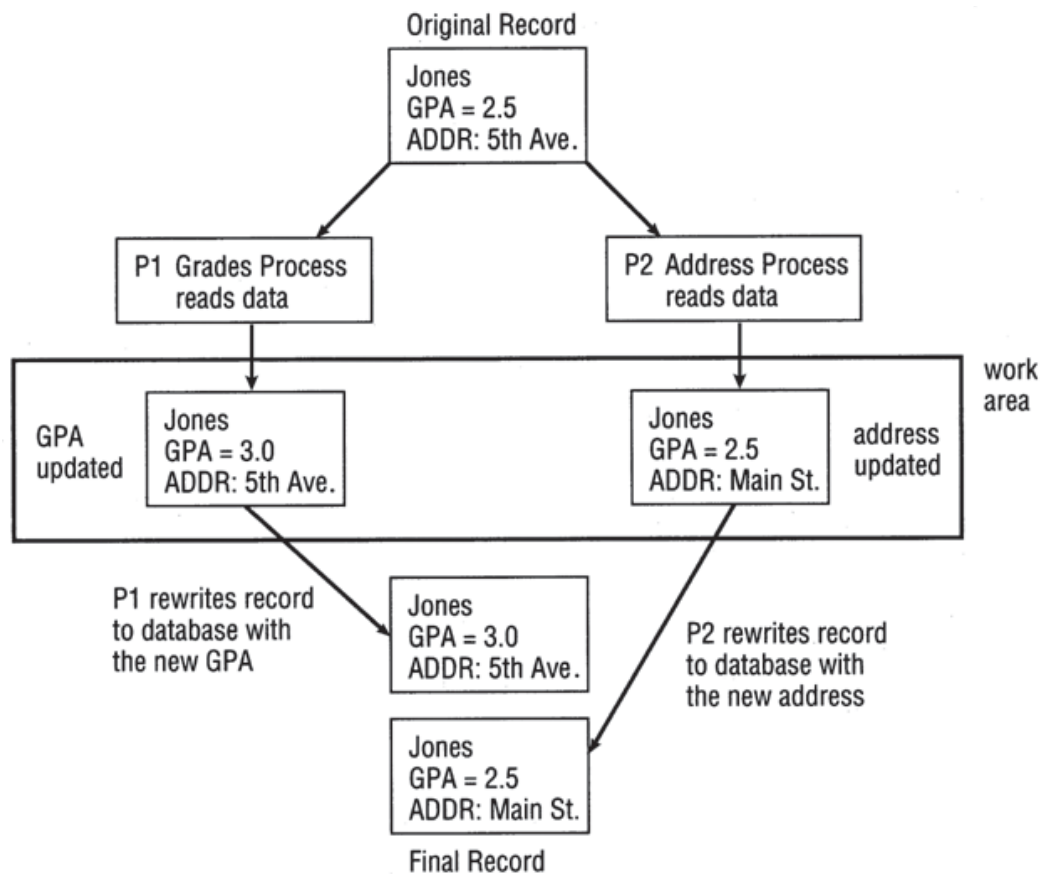 Original Record
Jones
GPA = 2.5
ADDR: 5th Ave.
P1 Grades Process
reads data
P2 Address Process
reads data
work
area
GPA
updated
Jones
GPA = 3.0
ADDR: 5th Ave.
Jones
GPA = 2.5
ADDR: Main St.
address
updated
P1 rewrites record
to database with
the new GPA
Jones
GPA = 3.0
ADDR: 5th Ave.
P2 rewrites record
to database with
the new address
Jones
GPA = 2.5
ADDR: Main St.
Final Record